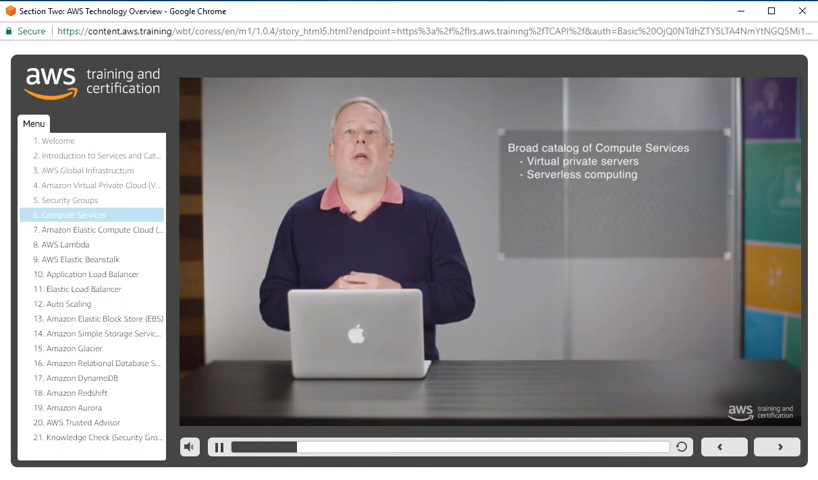 Section Two: AWS Technology Overview - Google Chrome
Secure https://content.aws.training/wbt/coress/en/m1/1.0.4/story_html5.html?endpoint=https%3a%2f%2flrs.aws.training%2fTCAPI%2f&auth=Basic%20OjQ0NTdhZTY5LTA4NmYtNGQ5Mi1...
aws training and
certification
Menu
1. Welcome
2. Introduction to Services and Cat...
3. AWS Global Infrastructure
4. Amazon Virtual Private Cloud (V...
5. Security Groups
6. Compute Services
7. Amazon Elastic Compute Cloud (...
8. AWS Lambda
9. AWS Elastic Beanstalk
10. Application Load Balancer
11. Elastic Load Balancer
12. Auto Scaling
13. Amazon Elastic Block Store (EBS)
14. Amazon Simple Storage Servic...
15. Amazon Glacier
16. Amazon Relational Database S...
17. Amazon DynamoDB
18. Amazon Redshift
19. Amazon Aurora
20. AWS Trusted Advisor
21. Knowledge Check (Security Gro...
Broad catalog of Compute Services
- Virtual private servers
- Serverless computing
aws training and
certification